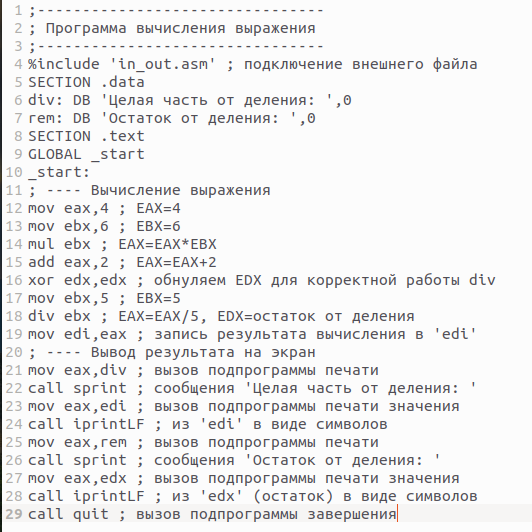 1 ;--------------------------------
2 ; Программа вычисления выражения
3 ;--------------------------------
4 %include 'in_out.asm' ; подключение внешнего файла
5 SECTION .data
6 div: DB 'Целая часть от деления: ',0
7 rem: DB 'Остаток от деления: ',0
8 SECTION .text
9 GLOBAL _start
10 _start:
11 ; ---- Вычисление выражения
12 mov eax,4 ; EAX=4
13 mov ebx,6 ; EBX=6
14 mul ebx ; EAX=EAX*EBX
15 add eax,2 ; EAX=EAX+2
16 xor edx,edx ; обнуляем EDX для корректной работы div
17 mov ebx,5 ; EBX=5
18 div ebx ; EAX=EAX/5, EDX=остаток от деления
19 mov edi,eax ; запись результата вычисления в 'edi'
20 ; ---- Вывод результата на экран
21 mov eax,div ; вызов подпрограммы печати
22 call sprint ; сообщения 'Целая часть от деления: '
23 mov eax,edi ; вызов подпрограммы печати значения
24 call iprintLF ; из 'edi' в виде символов
25 mov eax,rem ; вызов подпрограммы печати
26 call sprint ; сообщения 'Остаток от деления: '
27 mov eax,edx ; вызов подпрограммы печати значения
28 call iprintLF ; из 'edx' (остаток) в виде символов
29 call quit ; вызов подпрограммы завершения